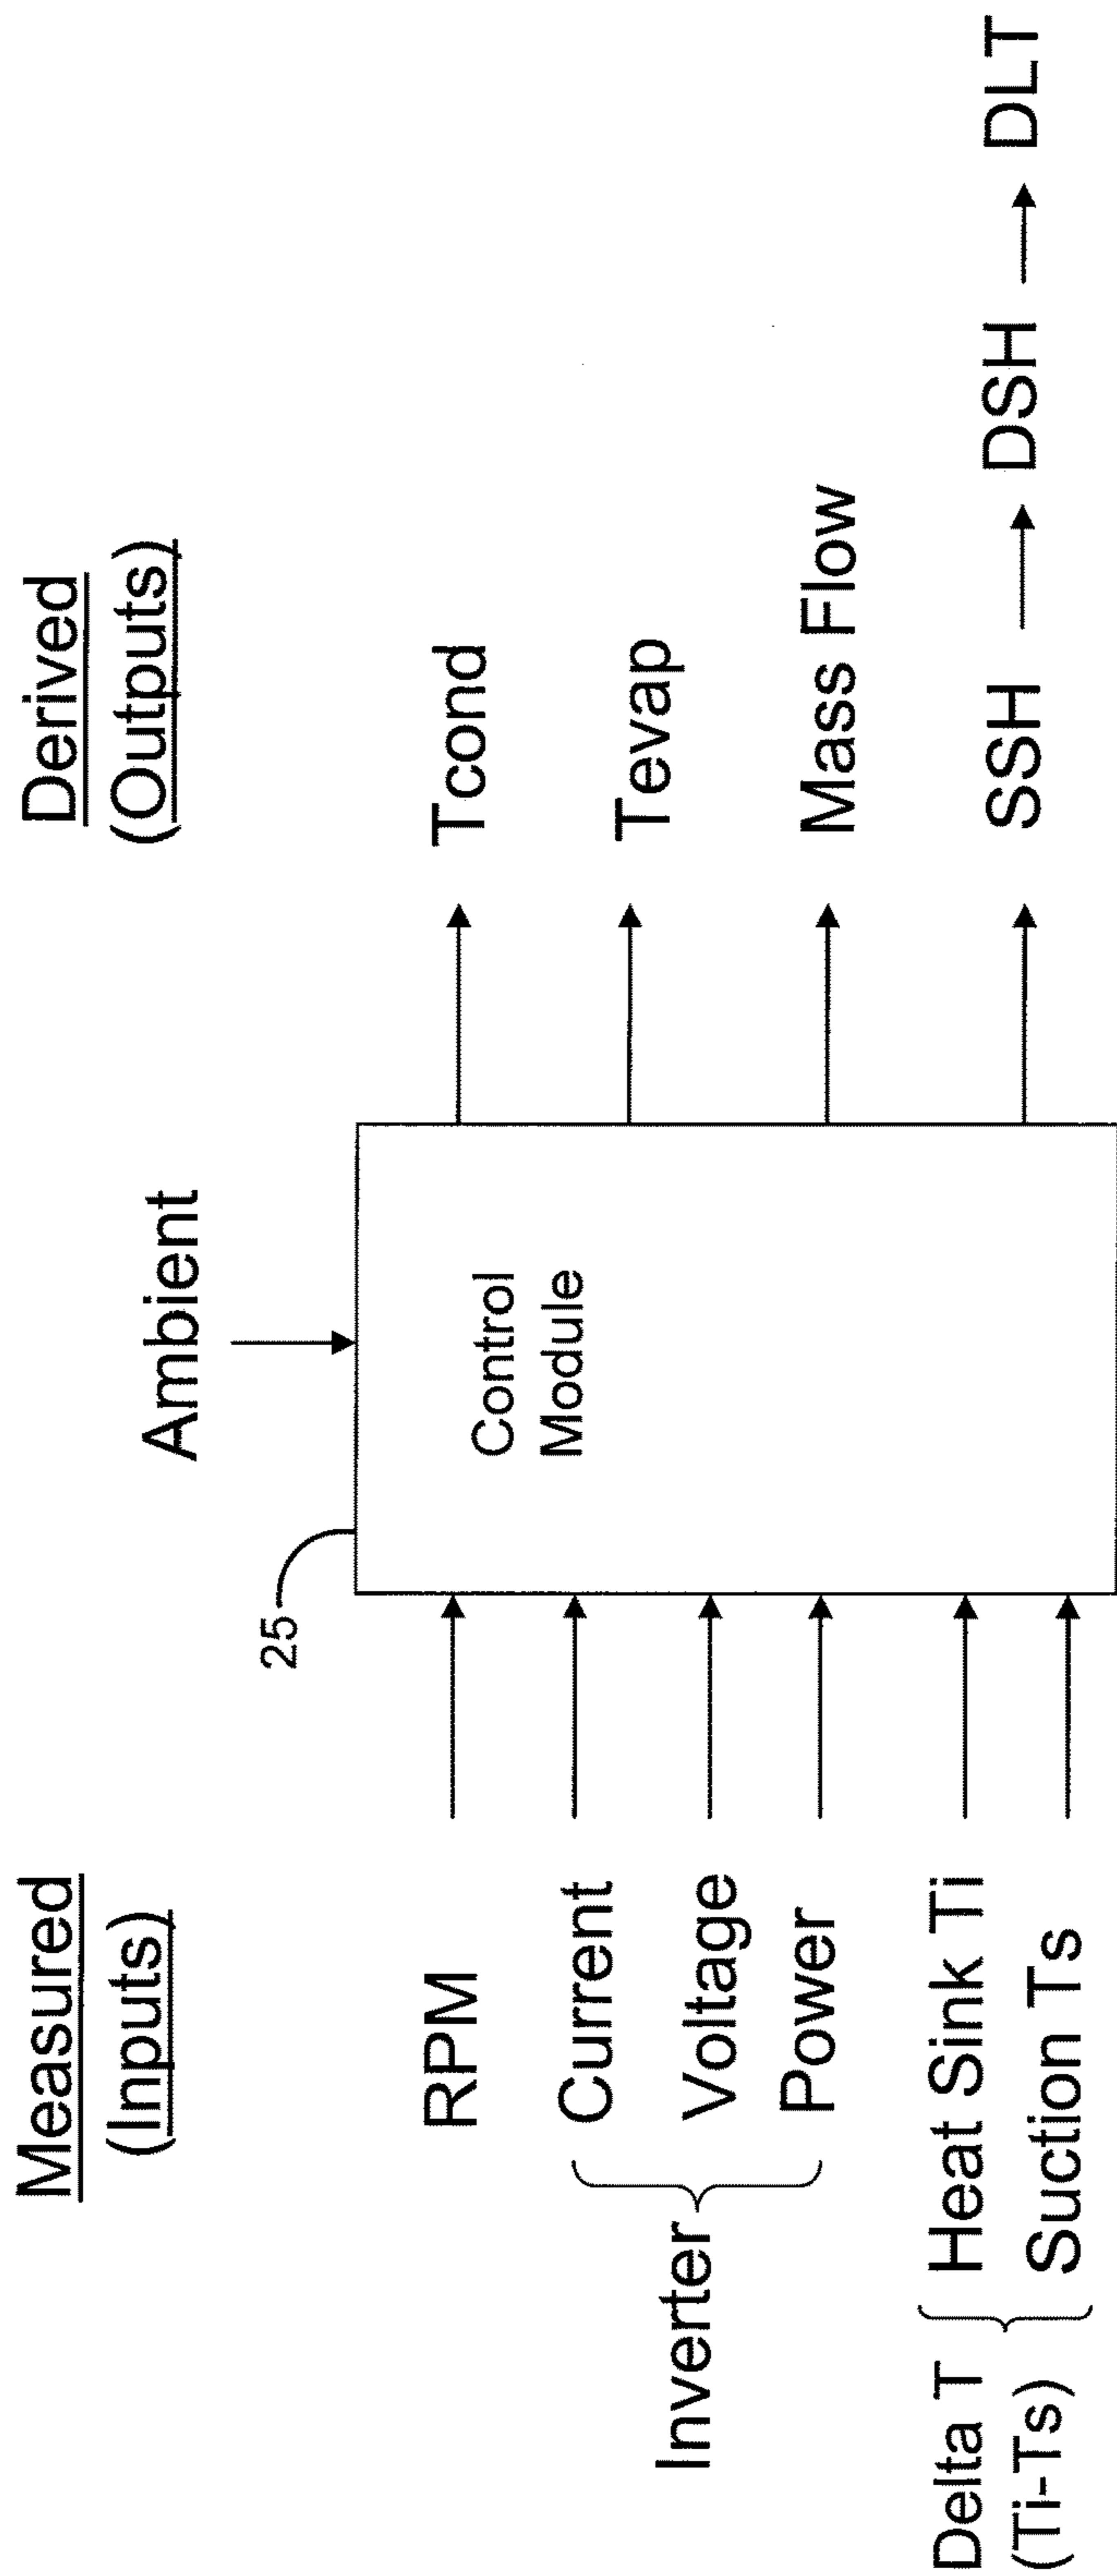 Measured
(Inputs)
Derived
(Outputs)
Ambient
25
Control
Module
RPM
Inverter
Current
Voltage
Power
Delta T
(Ti-Ts)
Heat Sink Ti
Suction Ts
Tcond
Tevap
Mass Flow
SSH
DSH
DLT